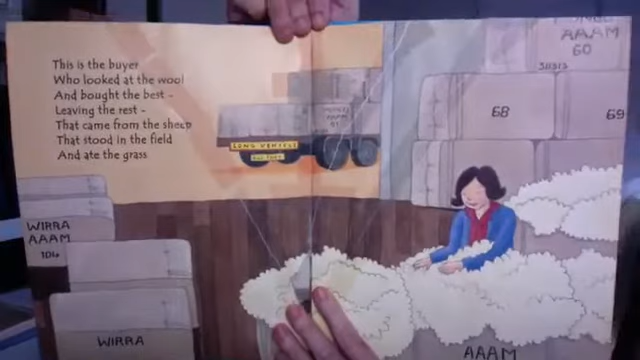 This is the buyer
Who looked at the wool
And bought the best -
Leaving the rest -
That came from the sheep
That stood in the field
And ate the grass
LONG VEHICLE
AAAM
60
68
69
WIRRA
AAAM
104
WIRRA
AAAM